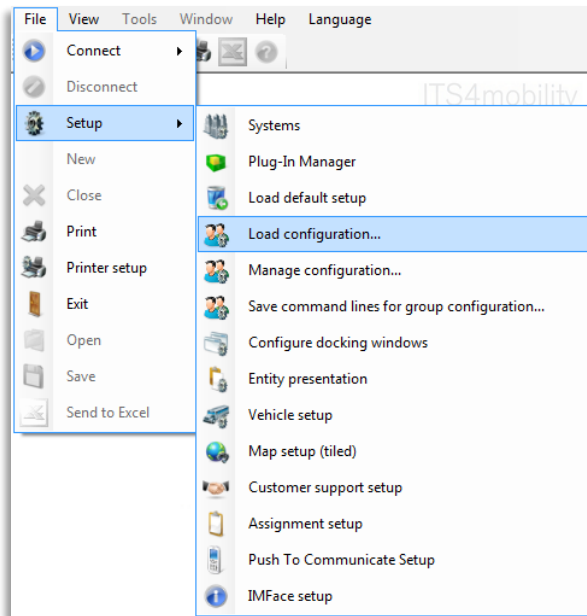 File View Tools Window Help Language
Connect
Disconnect
ITS4mobility
Setup
New
Close
Print
Printer setup
Exit
Open
Save
Send to Excel
Systems
Plug-In Manager
Load default setup
Load configuration...
Manage configuration...
Save command lines for group configuration...
Configure docking windows
Entity presentation
Vehicle setup
Map setup (tiled)
Customer support setup
Assignment setup
Push To Communicate Setup
IMFace setup